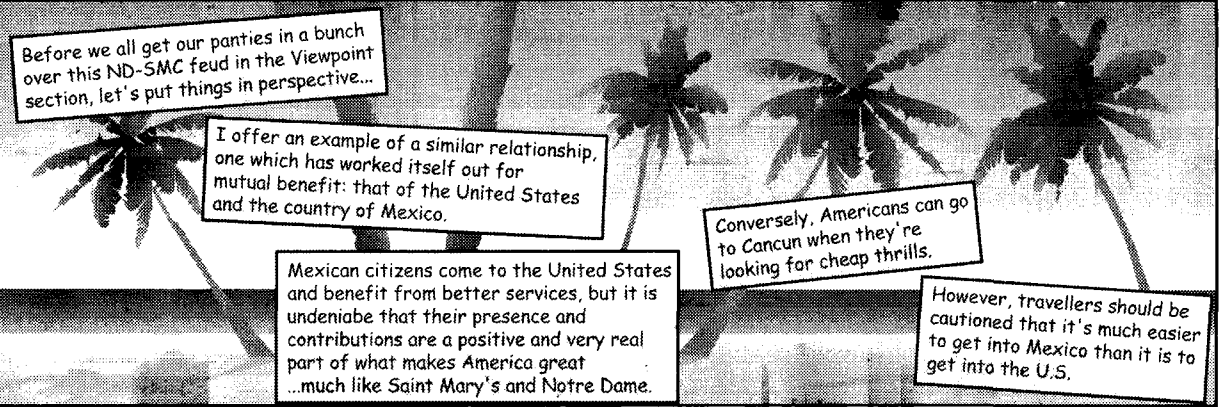 Before we all get our panties in a bunch
over this ND-SMC feud in the Viewpoint
section, let's put things in perspective...
I offer an example of a similar relationship,
one which has worked itself out for
mutual benefit: that of the United States
and the country of Mexico.
Mexican citizens come to the United States
and benefit from better services, but it is
undeniabe that their presence and
contributions are a positive and very real
part of what makes America great
...much like Saint Mary's and Notre Dame.
Conversely, Americans can go
to Cancun when they're
looking for cheap thrills.
However, travellers should be
cautioned that it's much easier
to get into Mexico than it is to
get into the U.S.